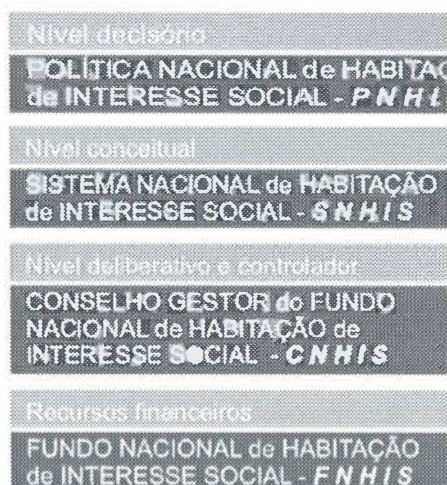 Nível decisório
POLÍTICA NACIONAL de HABITAÇ
de INTERESSE SOCIAL - PNHI
Nível conceitual
SISTEMA NACIONAL de HABITAÇÃO
de INTERESSE SOCIAL - SNHIS
Nível deliberativo e controlador
CONSELHO GESTOR do FUNDO
NACIONAL de HABITAÇÃO de
INTERESSE SOCIAL - CNHIS
Recursos financeiros
FUNDO NACIONAL de HABITAÇÃO
de INTERESSE SOCIAL - FNHIS